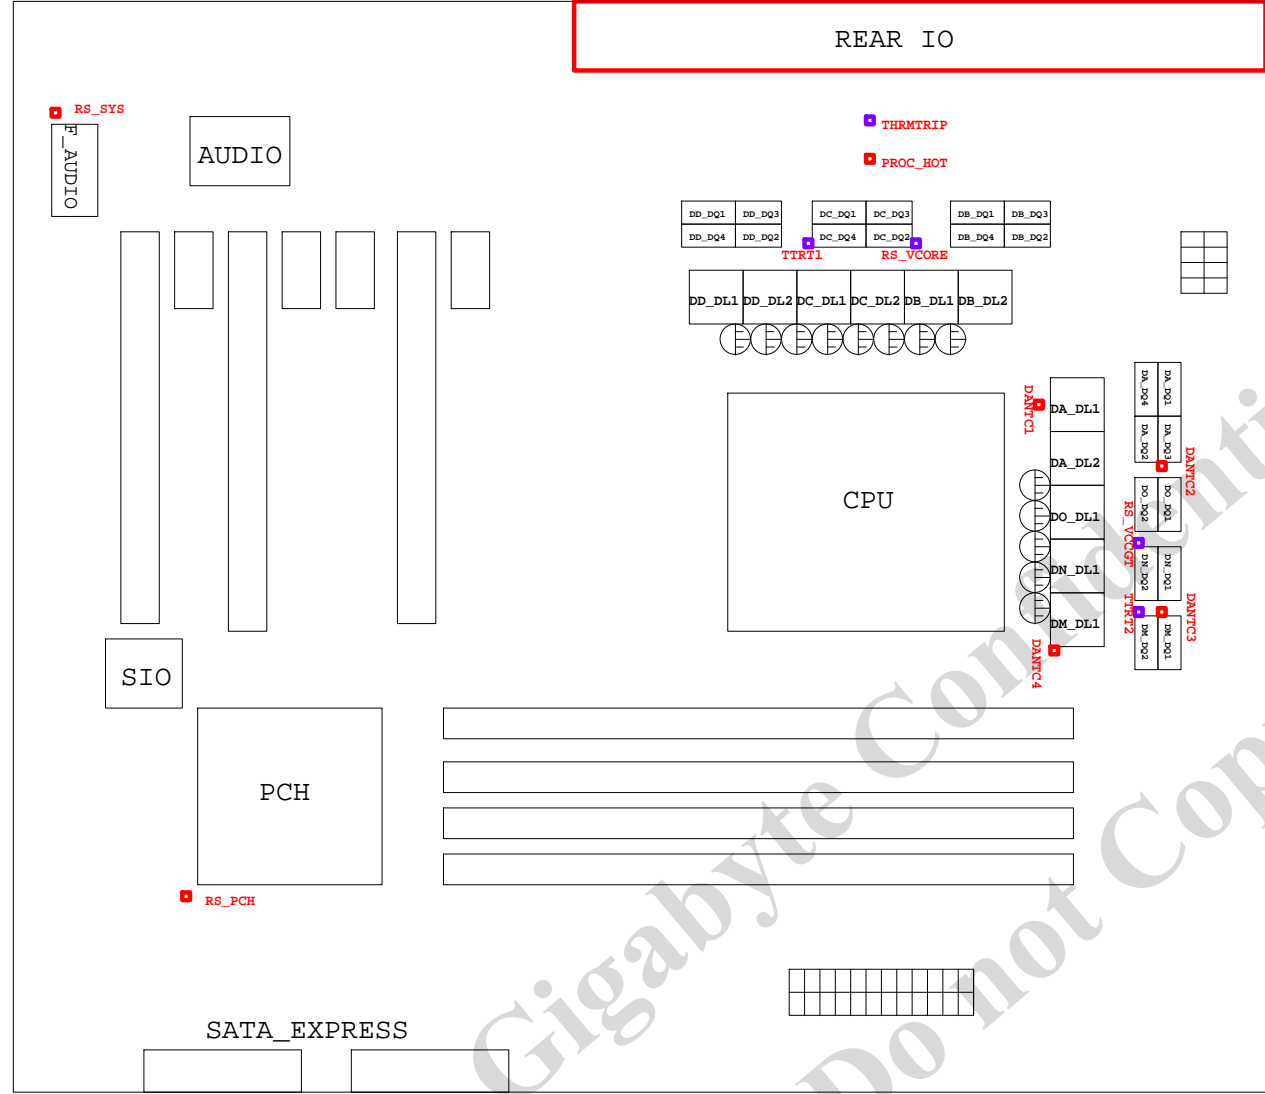 REAR IO
RS_SYS
F_AUDIO
AUDIO
THRMTRIP
PROC_HOT
DD_DQ1 DD_DQ3 DC_DQ1 DC_DQ3 DB_DQ1 DB_DQ3
DD_DQ4 DD_DQ2 DC_DQ4 DC_DQ2 DB_DQ4 DB_DQ2
TTRT1 RS_VCORE
DD_DL1 DD_DL2 DC_DL1 DC_DL2 DB_DL1 DB_DL2
DANTC1
DA_DL1
DA_DQ4 DA_DQ1
DA_DL2
DA_DQ2 DA_DQ3
DANTC2
CPU
DO_DL1
DO_DQ2 DO_DQ1
RS_VCCGT
DN_DL1
DN_DQ2 DN_DQ1
TTRT2
DANTC3
DM_DL1
DM_DQ2 DM_DQ1
DANTC4
SIO
PCH
RS_PCH
SATA_EXPRESS
Gigabyte Confidenti
Do not Cop